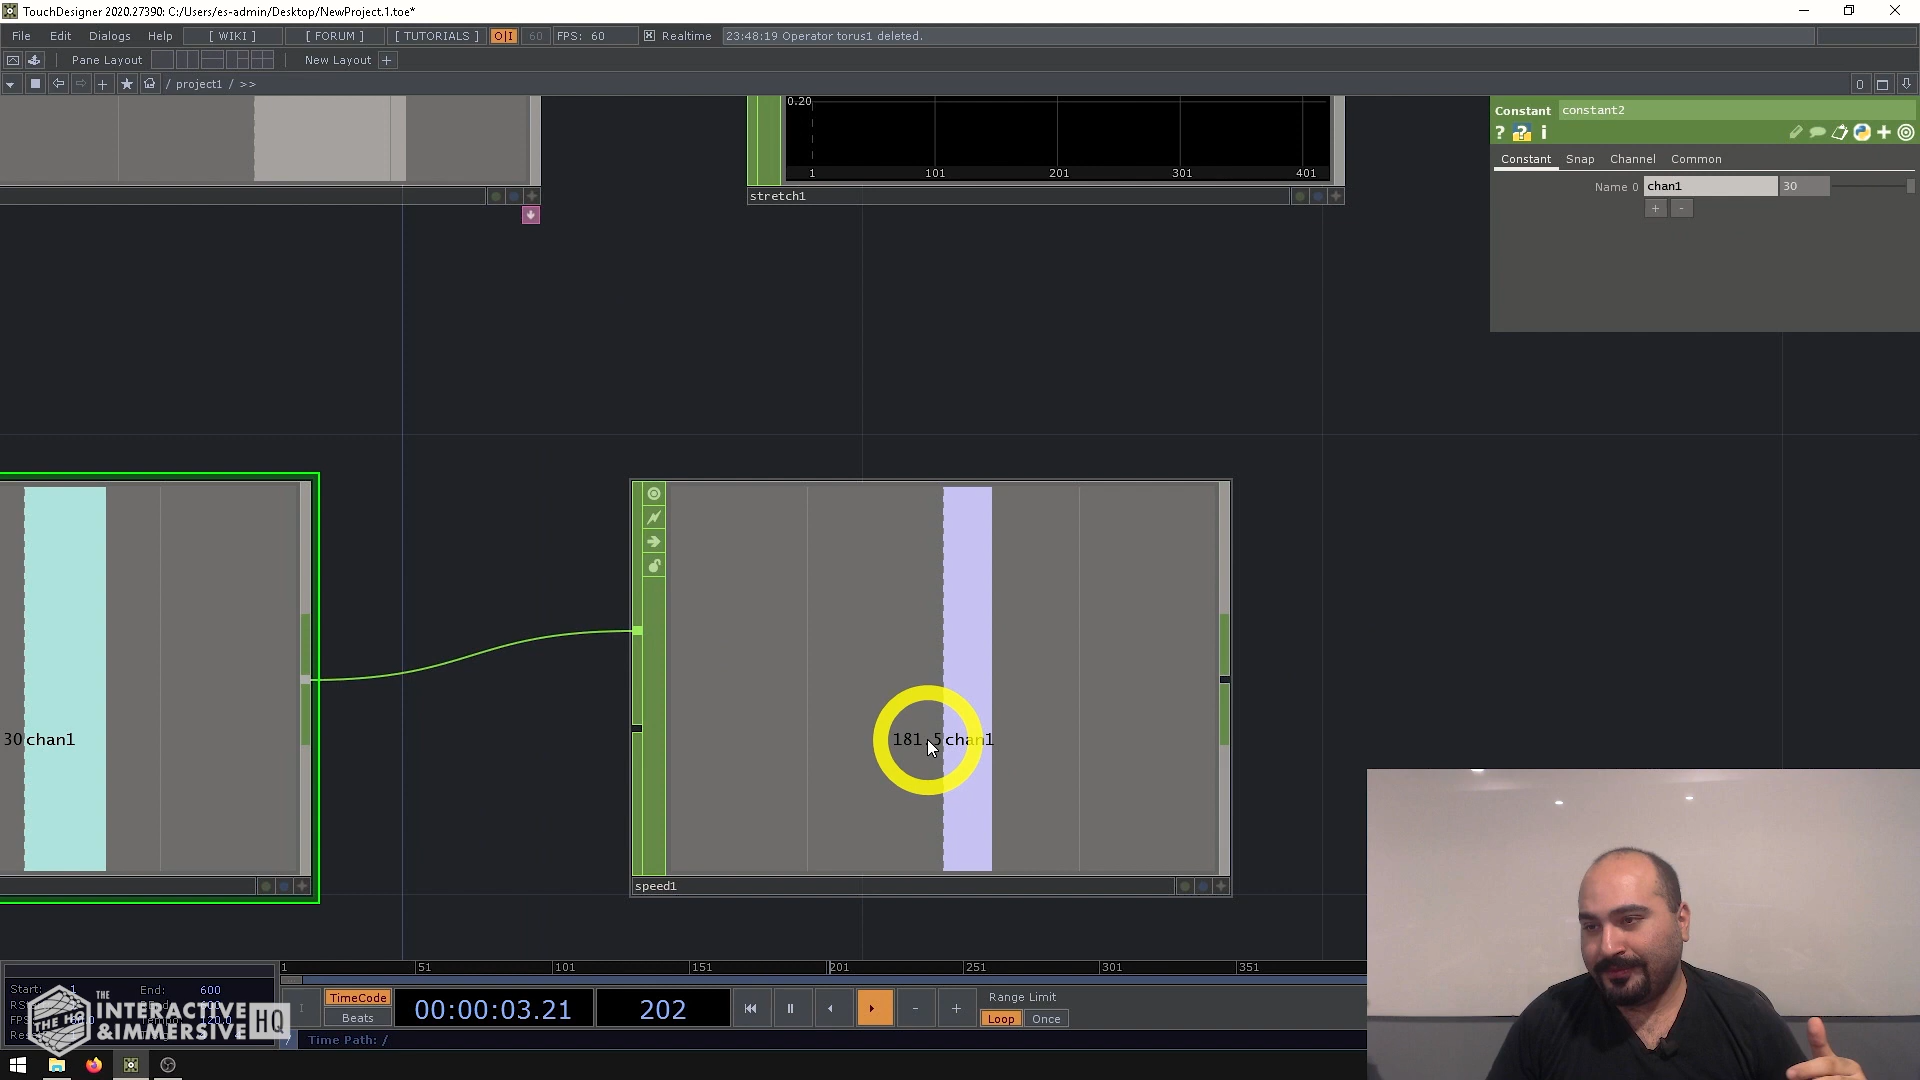 TouchDesigner 2020.27390: C:/Users/es-admin/Desktop/NewProject.1.toe*
File Edit Dialogs Help [ WIKI ] [ FORUM ] [ TUTORIALS ] O|I 60 FPS: 60 Realtime 23:48:19 Operator torus1 deleted.
Pane Layout New Layout +
/ project1 / >> 0
Constant constant2
? ? i
Constant Snap Channel Common
Name 0 chan1 30
+ -
0.20
1 101 201 301 401
stretch1
30 chan1
181.5 chan1
speed1
1 51 101 151 201 251 301 351
Start: 1 End: 600
TimeCode 00:00:03.21 202 - + Range Limit
Beats Loop Once
Time Path: /
THE INTERACTIVE & IMMERSIVE HQ
THE HQ